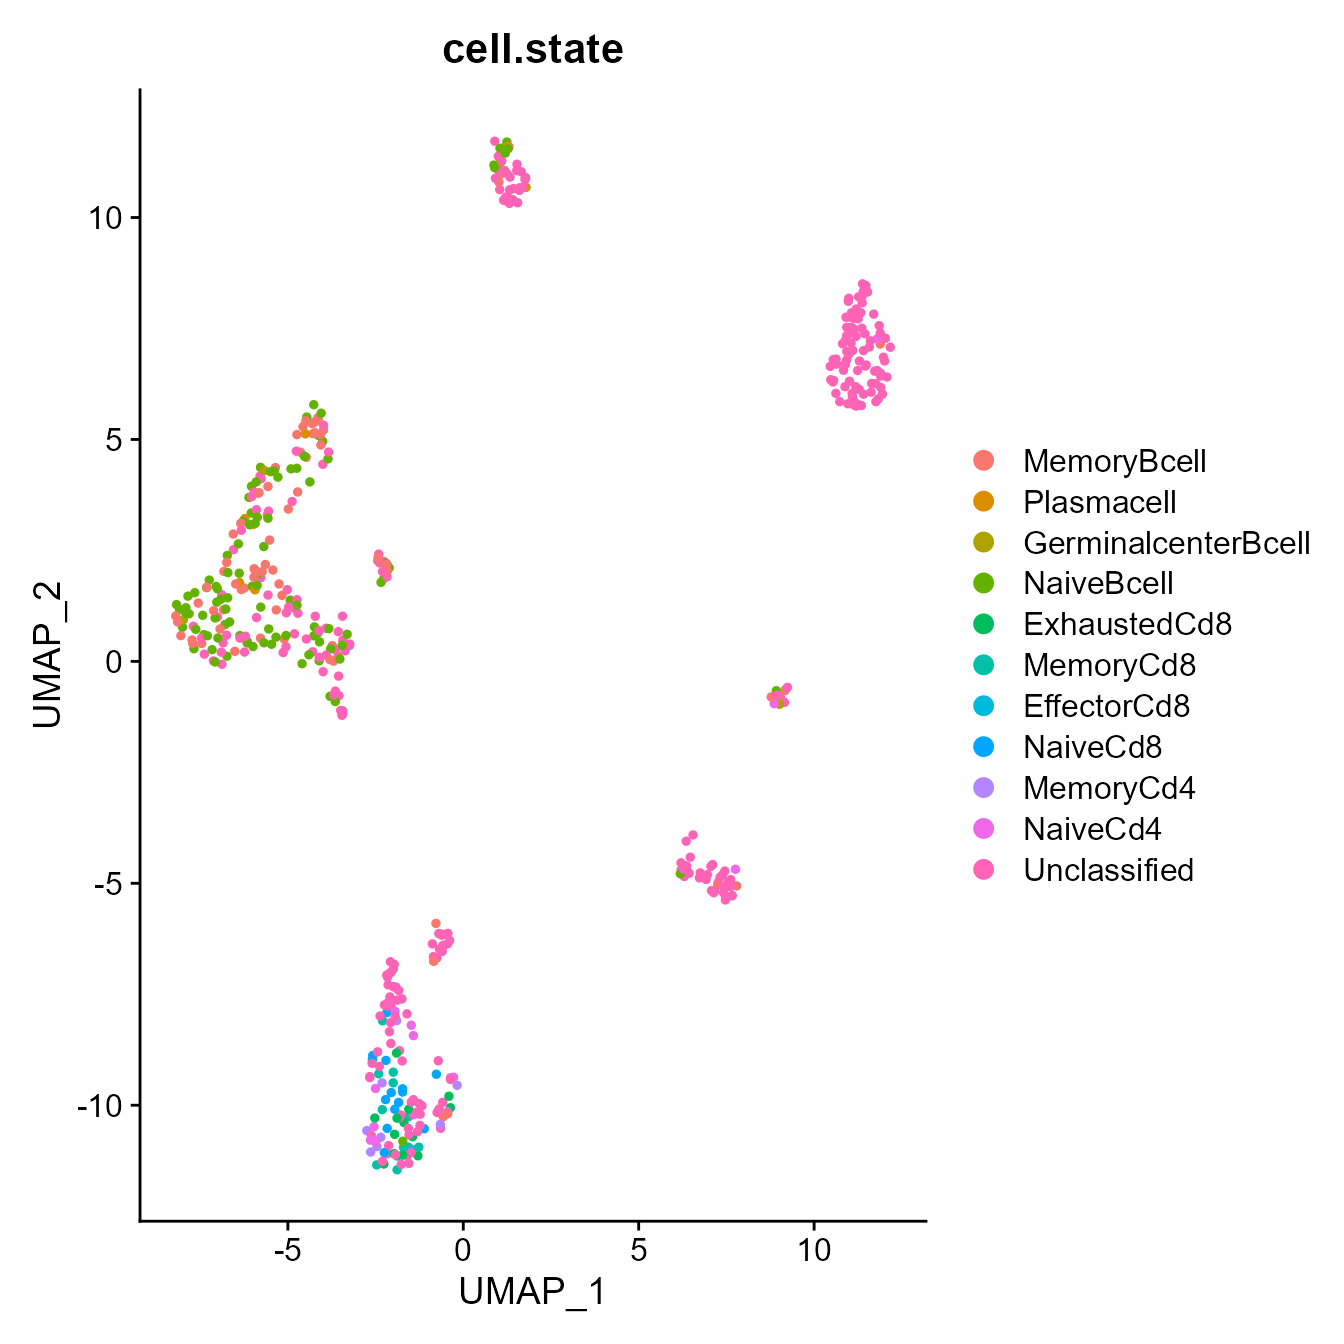 cell.state
10
5
0
-5
-10
UMAP_2
-5
0
5
10
UMAP_1
MemoryBcell
Plasmacell
GerminalcenterBcell
NaiveBcell
ExhaustedCd8
MemoryCd8
EffectorCd8
NaiveCd8
MemoryCd4
NaiveCd4
Unclassified